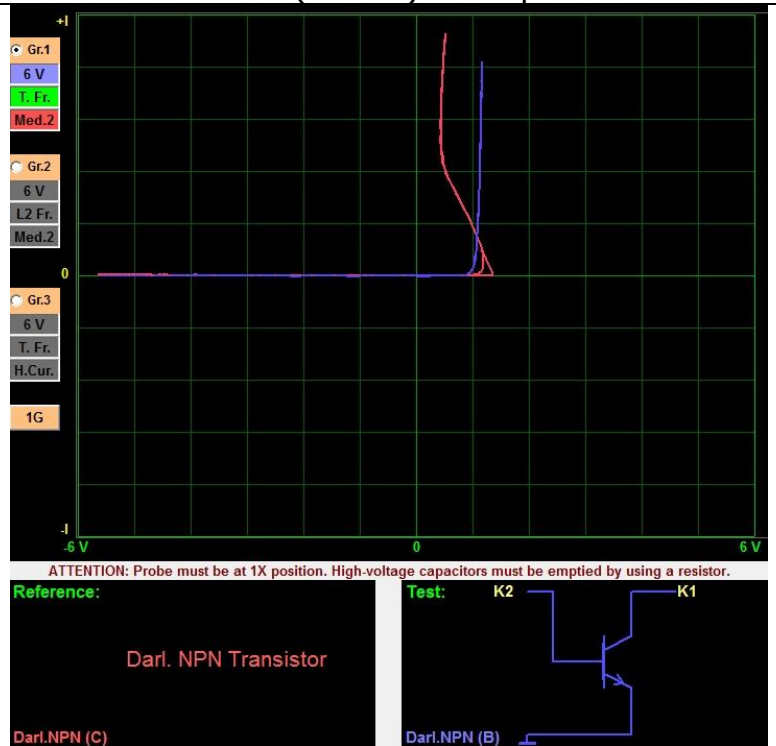 +I
Gr.1
6 V
T. Fr.
Med.2
Gr.2
6 V
L2 Fr.
Med.2
0
Gr.3
6 V
T. Fr.
H.Cur.
1G
-I
-6 V 0 6 V
ATTENTION: Probe must be at 1X position. High-voltage capacitors must be emptied by using a resistor.
Reference:
Darl. NPN Transistor
Darl.NPN (C)
Test: K2 K1
Darl.NPN (B)